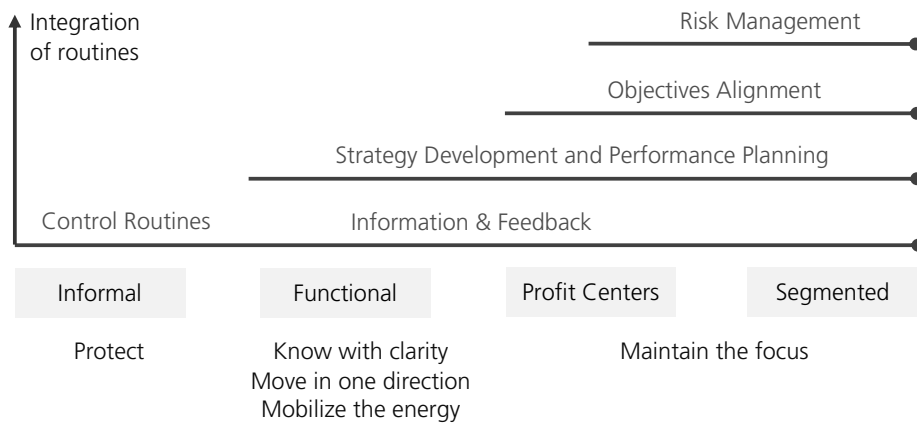 Integration
of routines
Risk Management
Objectives Alignment
Strategy Development and Performance Planning
Control Routines
Information & Feedback
Informal
Functional
Profit Centers
Segmented
Protect
Know with clarity
Move in one direction
Mobilize the energy
Maintain the focus